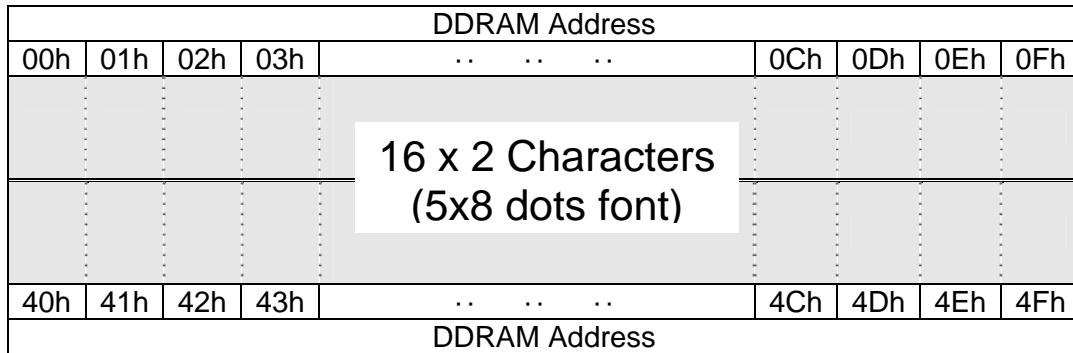 DDRAM Address
00h 01h 02h 03h .. .. .. 0Ch 0Dh 0Eh 0Fh
16 x 2 Characters
(5x8 dots font)
40h 41h 42h 43h .. .. .. 4Ch 4Dh 4Eh 4Fh
DDRAM Address